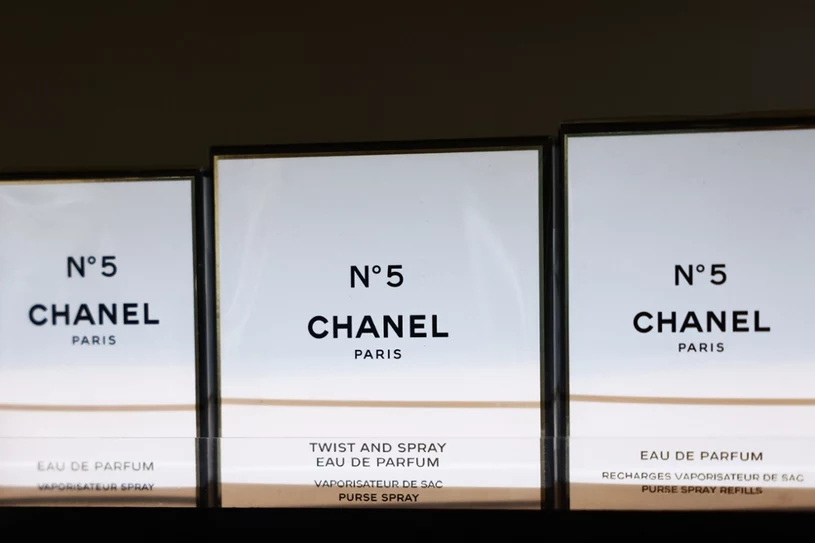 N°5
CHANEL
PARIS
EAU DE PARFUM
VAPORISATEUR SPRAY
N°5
CHANEL
PARIS
TWIST AND SPRAY
EAU DE PARFUM
VAPORISATEUR DE SAC
PURSE SPRAY
N°5
CHANEL
PARIS
EAU DE PARFUM
RECHARGES VAPORISATEUR DE SAC
PURSE SPRAY REFILLS